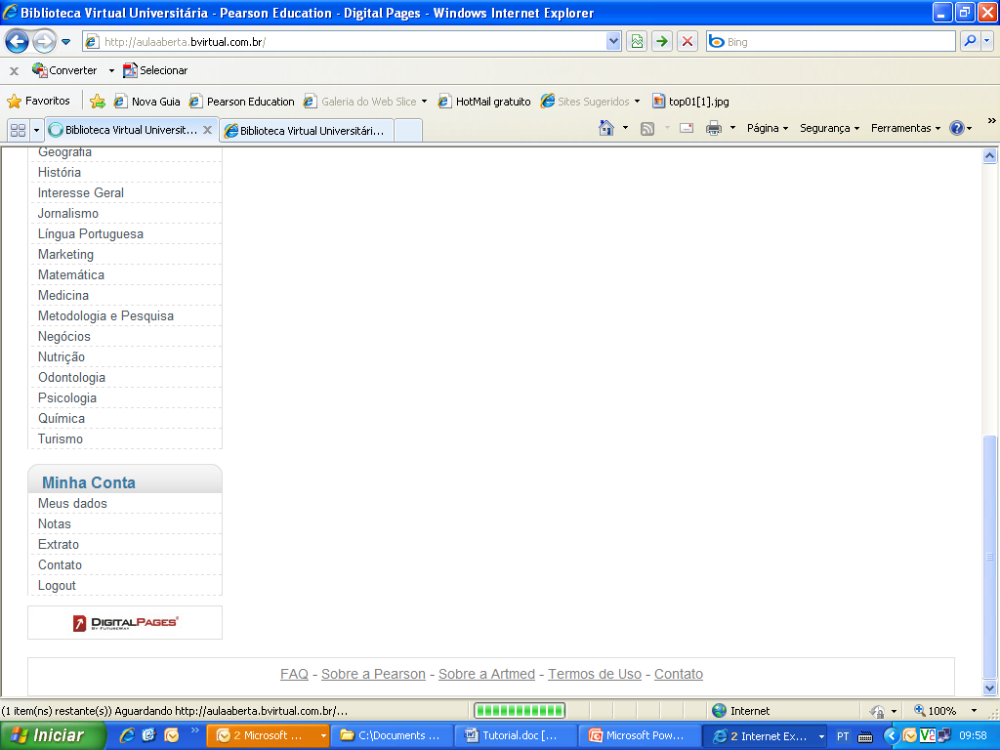 Biblioteca Virtual Universitária - Pearson Education - Digital Pages - Windows Internet Explorer
http://aulaaberta.bvirtual.com.br/
Bing
x Converter Selecionar
Favoritos Nova Guia Pearson Education Galeria do Web Slice HotMail gratuito Sites Sugeridos top01[1].jpg
Biblioteca Virtual Universit... Biblioteca Virtual Universitári... Página Segurança Ferramentas »
Geografia
História
Interesse Geral
Jornalismo
Língua Portuguesa
Marketing
Matemática
Medicina
Metodologia e Pesquisa
Negócios
Nutrição
Odontologia
Psicologia
Química
Turismo
Minha Conta
Meus dados
Notas
Extrato
Contato
Logout
DIGITALPAGES
BY FUTUREWAY
FAQ - Sobre a Pearson - Sobre a Artmed - Termos de Uso - Contato
(1 item(ns) restante(s)) Aguardando http://aulaaberta.bvirtual.com.br/... Internet 100%
Iniciar » 2 Microsoft ... C:\Documents ... Tutorial.doc [... Microsoft Pow... 2 Internet Ex... PT 09:58